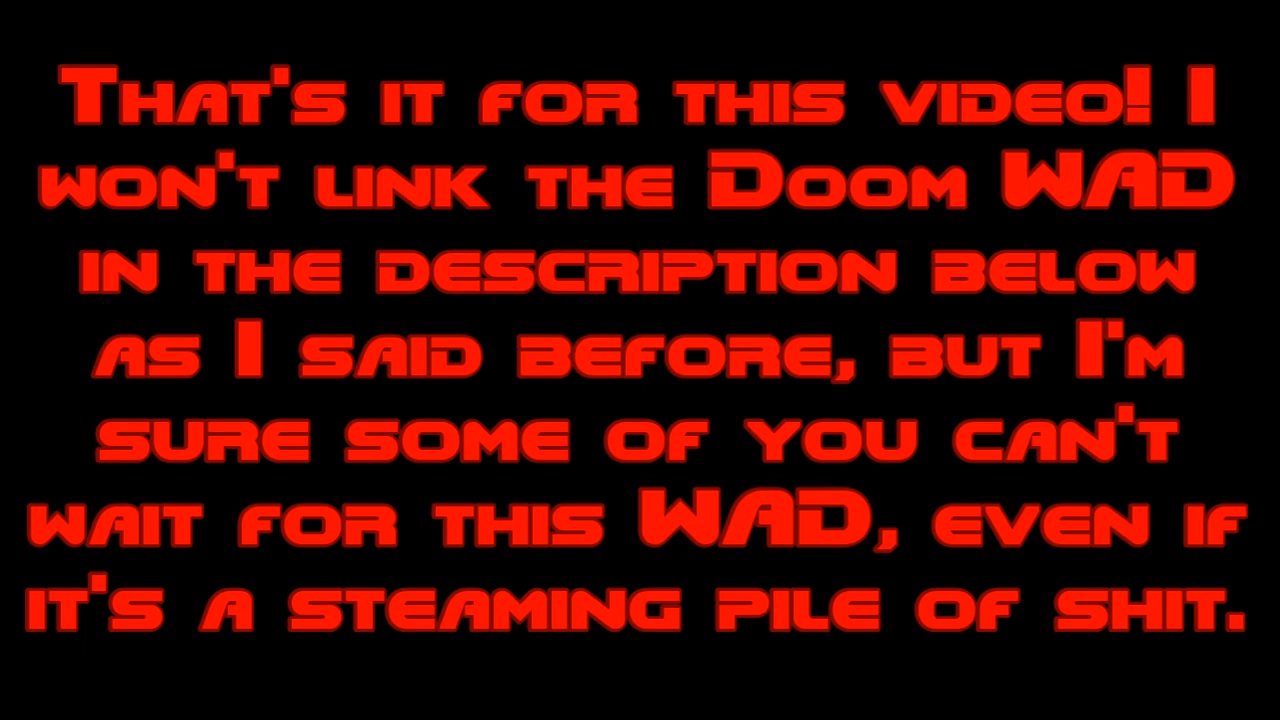 That's it for this video! I
won't link the Doom WAD
in the description below
as I said before, but I'm
sure some of you can't
wait for this WAD, even if
it's a steaming pile of shit.